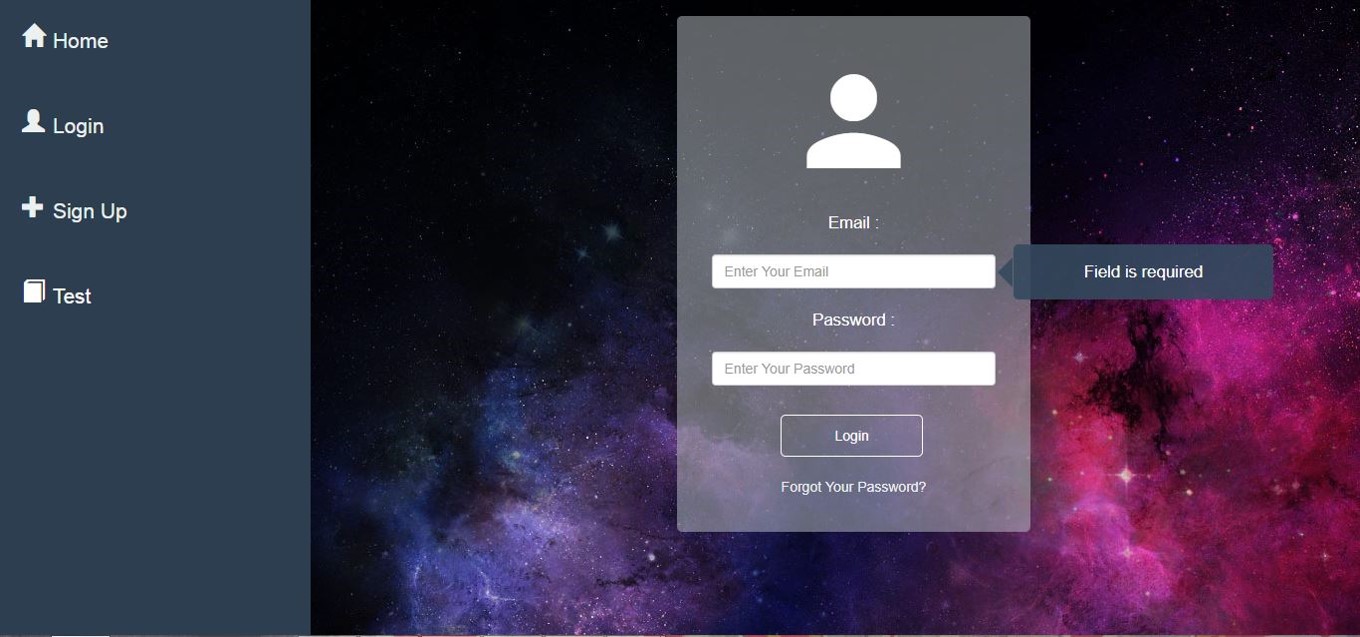 Home
Login
Sign Up
Test
Email :
Enter Your Email
Field is required
Password :
Enter Your Password
Login
Forgot Your Password?